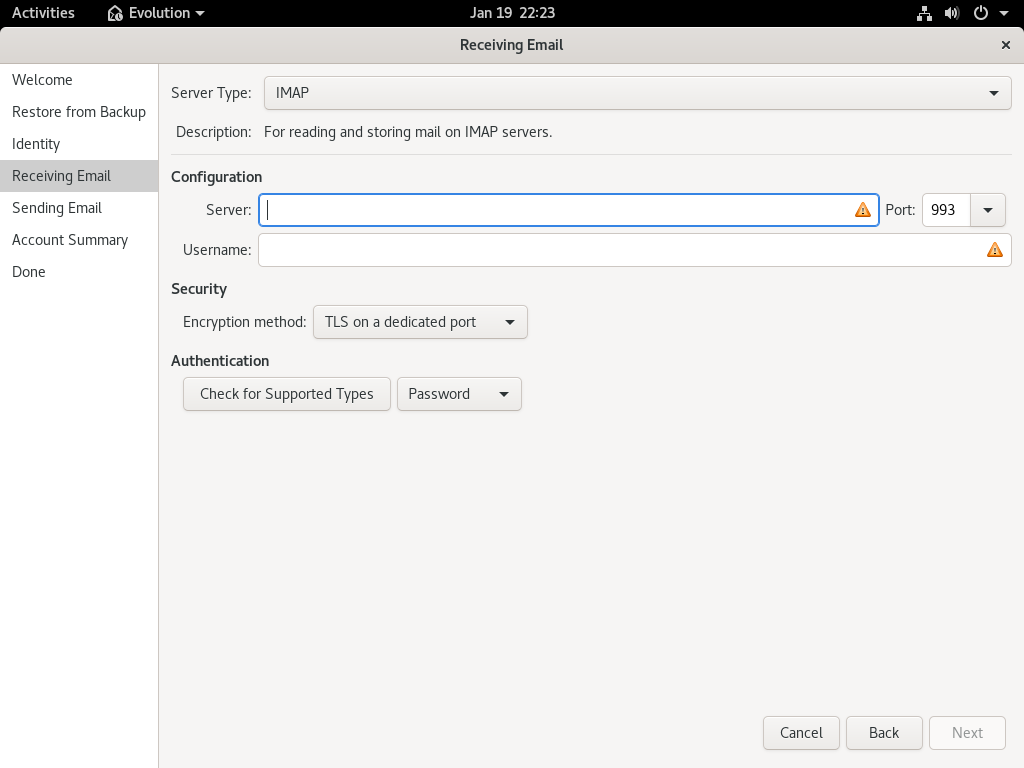 Activities Evolution Jan 19 22:23
Receiving Email
Welcome
Restore from Backup
Identity
Receiving Email
Sending Email
Account Summary
Done
Server Type: IMAP
Description: For reading and storing mail on IMAP servers.
Configuration
Server: Port: 993
Username:
Security
Encryption method: TLS on a dedicated port
Authentication
Check for Supported Types Password
Cancel Back Next